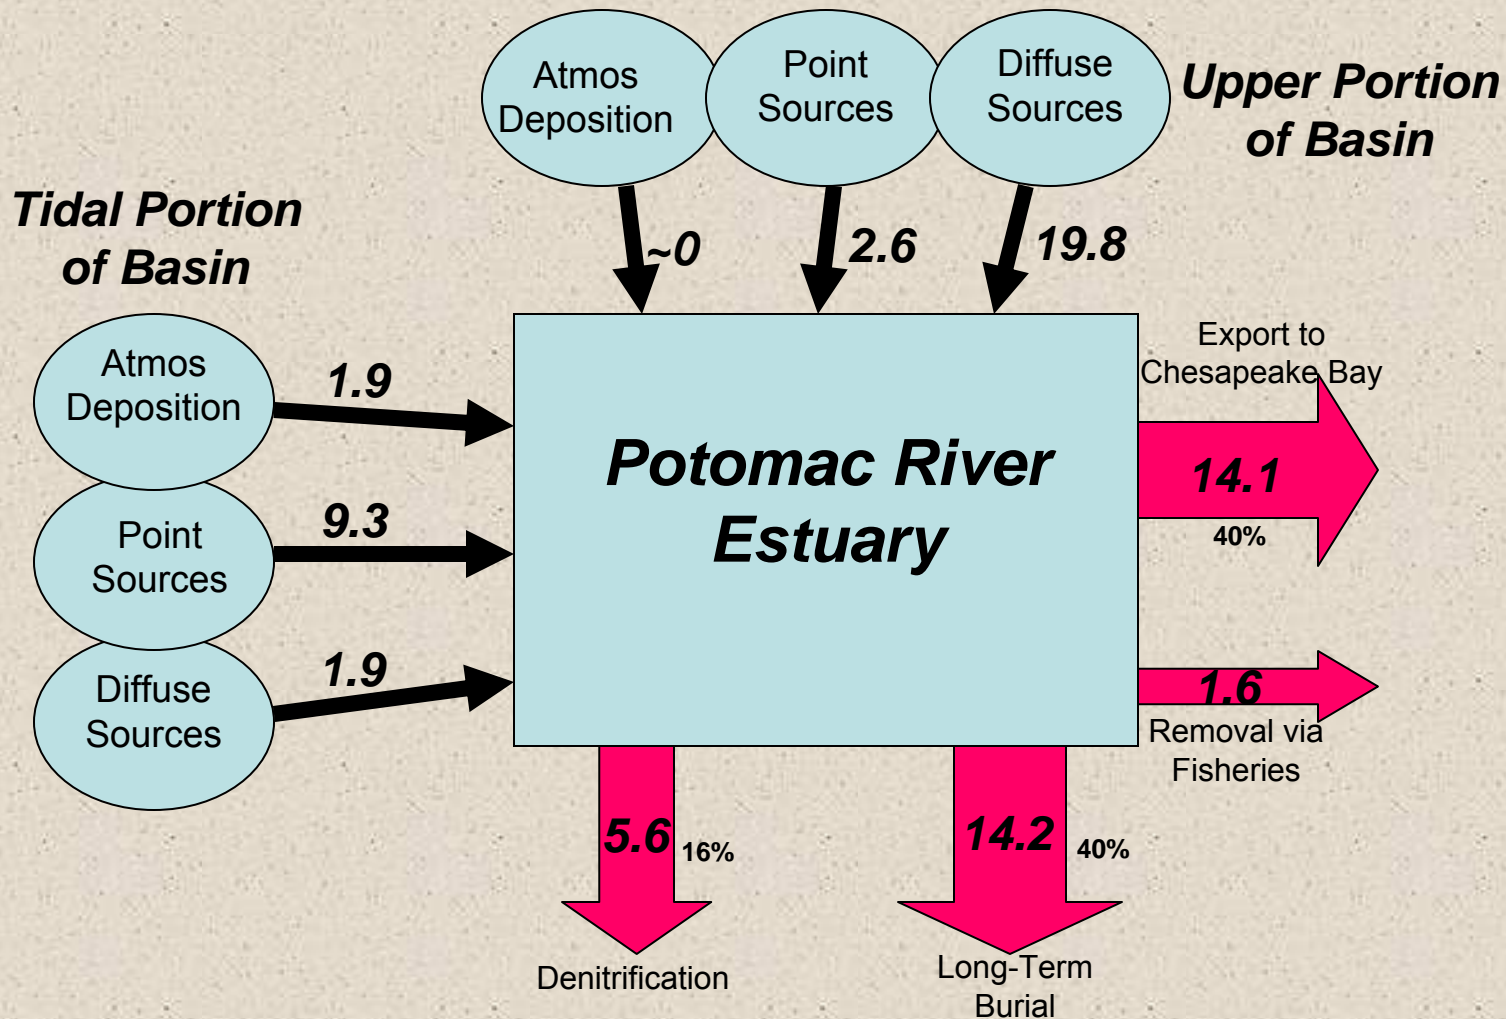 Atmos
Deposition
Point
Sources
Diffuse
Sources
Upper Portion
of Basin
~0
2.6
19.8
Tidal Portion
of Basin
Atmos
Deposition
1.9
Point
Sources
9.3
Diffuse
Sources
1.9
Potomac River
Estuary
Export to
Chesapeake Bay
14.1
40%
1.6
Removal via
Fisheries
5.6
16%
Denitrification
14.2
40%
Long-Term
Burial